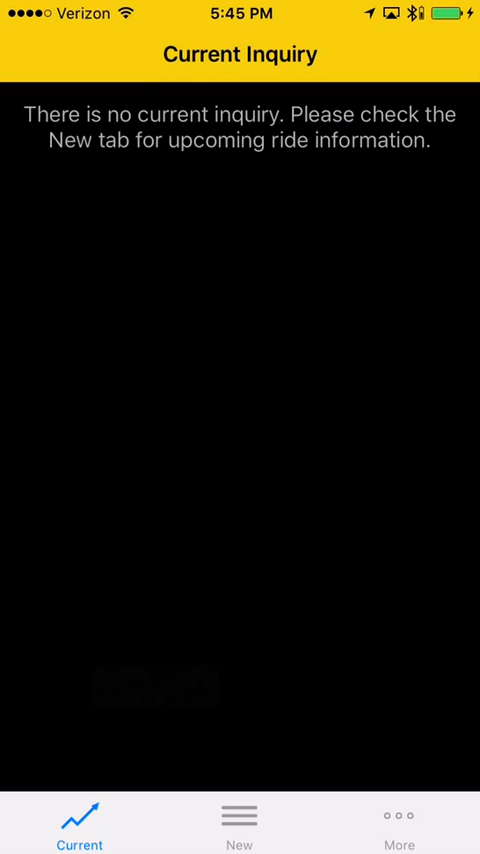 Verizon 5:45 PM
Current Inquiry
There is no current inquiry. Please check the
New tab for upcoming ride information.
Current New More